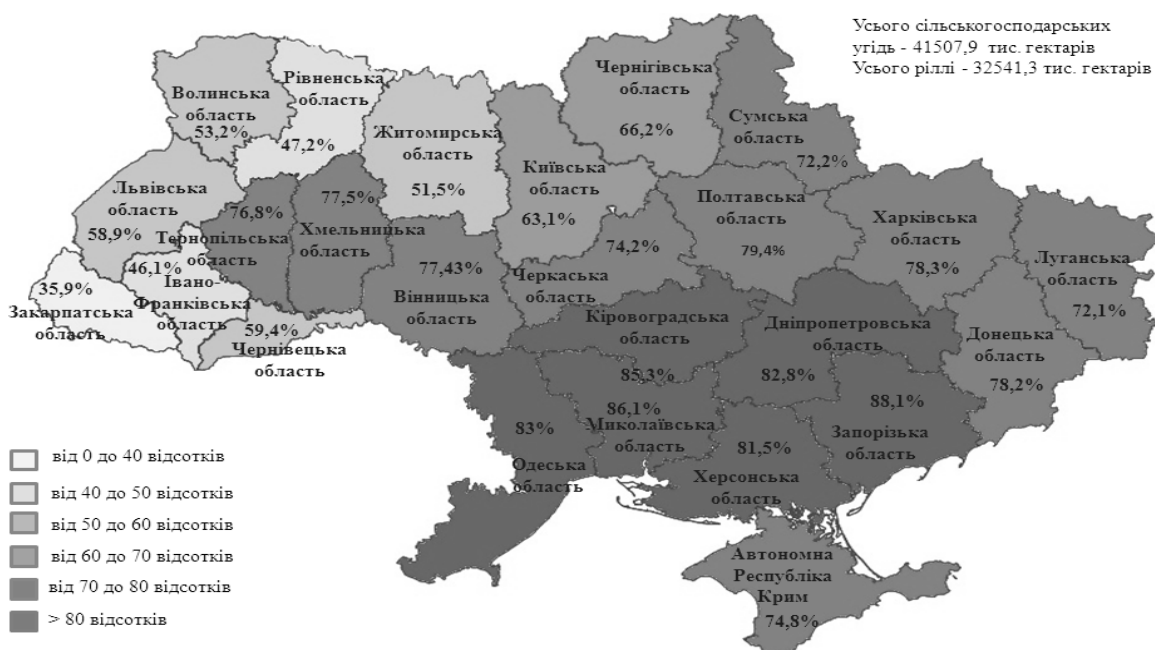 Усього сільськогосподарських
угідь - 41507,9 тис. гектарів
Усього ріллі - 32541,3 тис. гектарів
Волинська
область
53,2%
Рівненська
область
47,2%
Житомирська
область
51,5%
Київська
область
63,1%
Чернігівська
область
66,2%
Сумська
область
72,2%
Львівська
область
58,9%
76,8%
Тернопільська
область
77,5%
Хмельницька
область
77,43%
Вінницька
область
74,2%
Черкаська
область
Полтавська
область
79,4%
Харківська
область
78,3%
Луганська
область
72,1%
Донецька
область
78,2%
35,9%
Закарпатська
область
46,1%
Івано-
Франківська
область
59,4%
Чернівецька
область
Кіровоградська
область
85,3%
Дніпропетровська
область
82,8%
88,1%
Запорізька
область
86,1%
Миколаївська
область
83%
Одеська
область
81,5%
Херсонська
область
Автономна
Республіка
Крим
74,8%
від 0 до 40 відсотків
від 40 до 50 відсотків
від 50 до 60 відсотків
від 60 до 70 відсотків
від 70 до 80 відсотків
> 80 відсотків